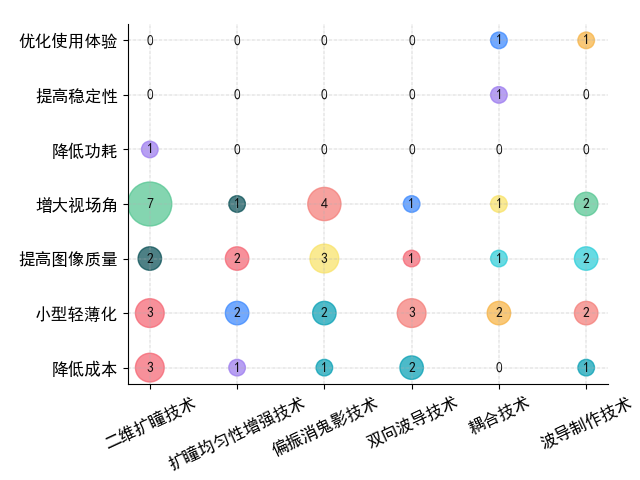 优化使用体验 0 0 0 0 1 1
提高稳定性 0 0 0 0 1 0
降低功耗 1 0 0 0 0 0
增大视场角 7 1 4 1 1 2
提高图像质量 2 2 3 1 1 2
小型轻薄化 3 2 2 3 2 2
降低成本 3 1 1 2 0 1
二维扩瞳技术 扩瞳均匀性增强技术 偏振消鬼影技术 双向波导技术 耦合技术 波导制作技术